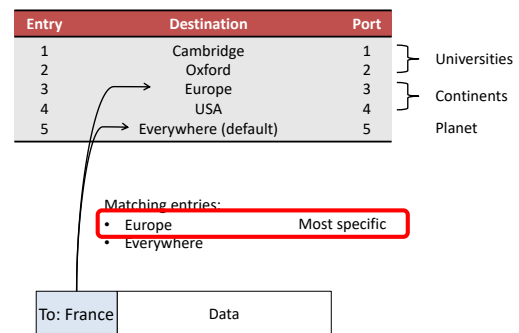 Entry Destination Port
1 Cambridge 1
2 Oxford 2
Universities
3 Europe 3
4 USA 4
Continents
5 Everywhere (default) 5 Planet
Matching entries:
• Europe Most specific
• Everywhere
To: France Data